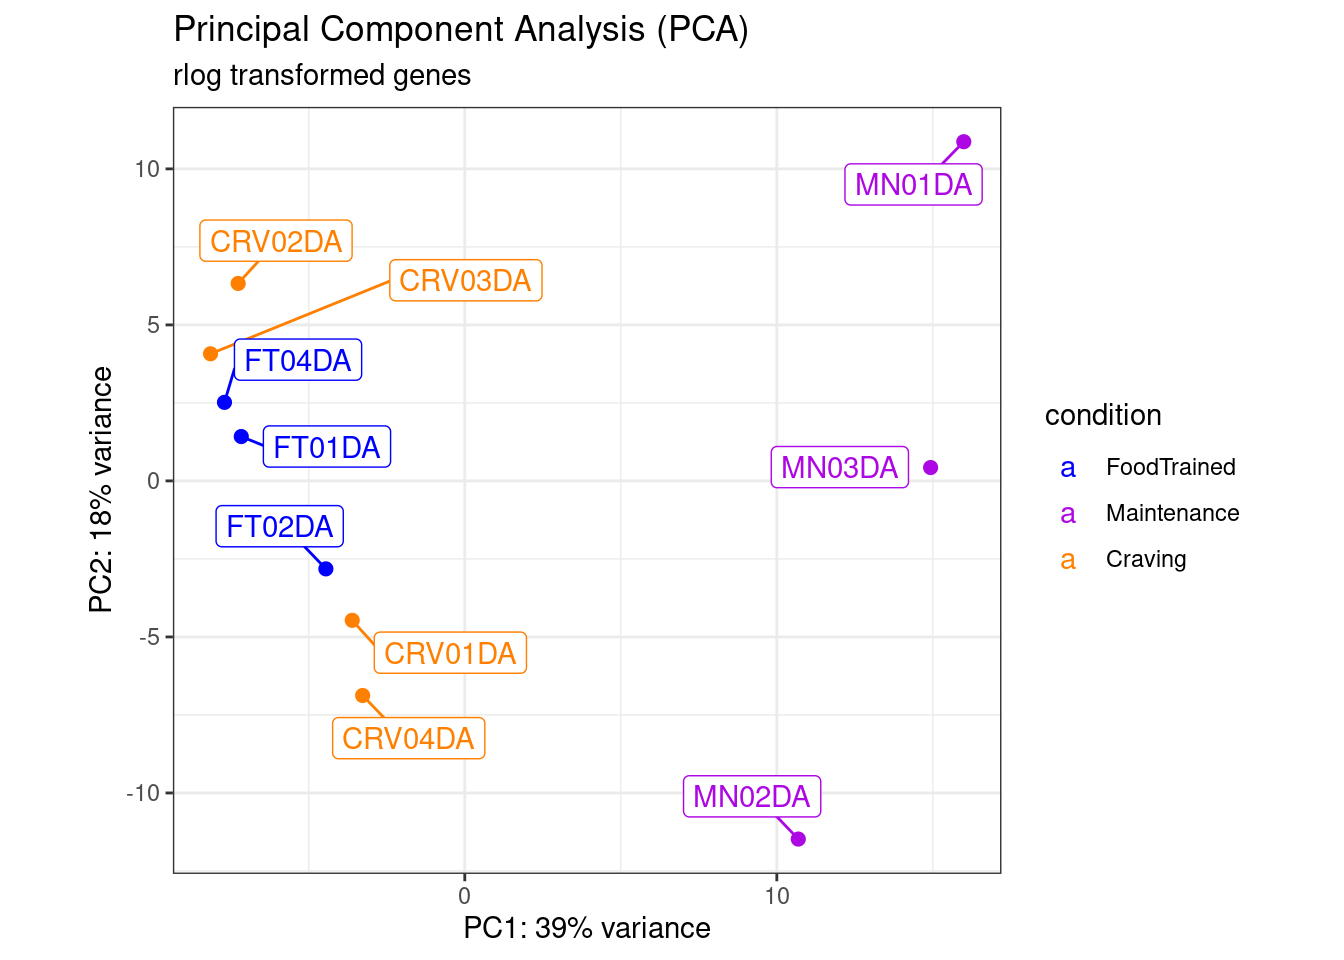 Principal Component Analysis (PCA)
rlog transformed genes
PC2: 18% variance
10
5
0
-5
-10
MN01DA
CRV02DA
CRV03DA
FT04DA
FT01DA
MN03DA
FT02DA
CRV01DA
CRV04DA
MN02DA
0
10
PC1: 39% variance
condition
a FoodTrained
a Maintenance
a Craving